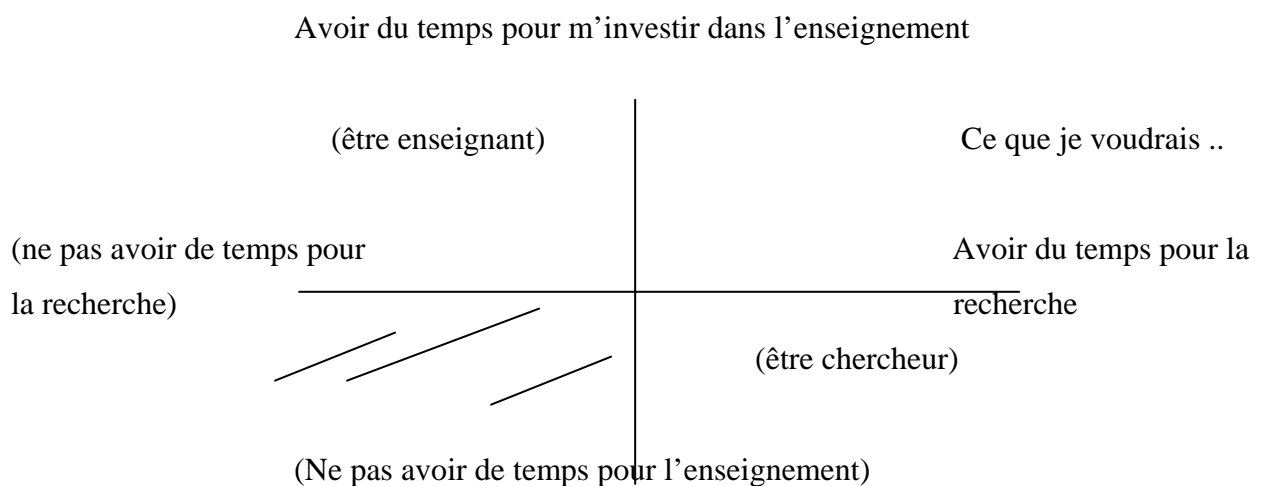 Avoir du temps pour m’investir dans l’enseignement
(être enseignant)
Ce que je voudrais ..
(ne pas avoir de temps pour
la recherche)
Avoir du temps pour la
recherche
(être chercheur)
(Ne pas avoir de temps pour l’enseignement)